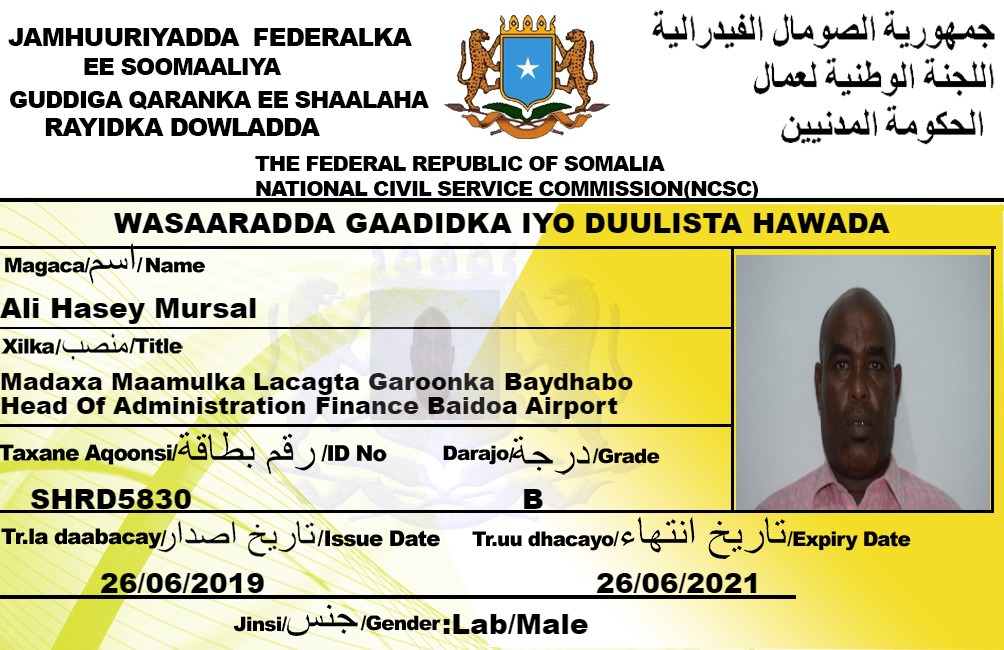 JAMHUURIYADDA FEDERALKA
EE SOOMAALIYA
GUDDIGA QARANKA EE SHAALAHA
RAYIDKA DOWLADDA
جمهورية الصومال الفيدرالية
اللجنة الوطنية لعمال
الحكومة المدنيين
THE FEDERAL REPUBLIC OF SOMALIA
NATIONAL CIVIL SERVICE COMMISSION(NCSC)
WASAARADDA GAADIDKA IYO DUULISTA HAWADA
Magaca/اسم/Name
Ali Hasey Mursal
Xilka/منصب/Title
Madaxa Maamulka Lacagta Garoonka Baydhabo
Head Of Administration Finance Baidoa Airport
Taxane Aqoonsi/رقم بطاقة/ID No Darajo/درجة/Grade
SHRD5830 B
Tr.la daabacay/تاريخ اصدار/Issue Date Tr.uu dhacayo/تاريخ انتهاء/Expiry Date
26/06/2019 26/06/2021
Jinsi/جنس/Gender:Lab/Male